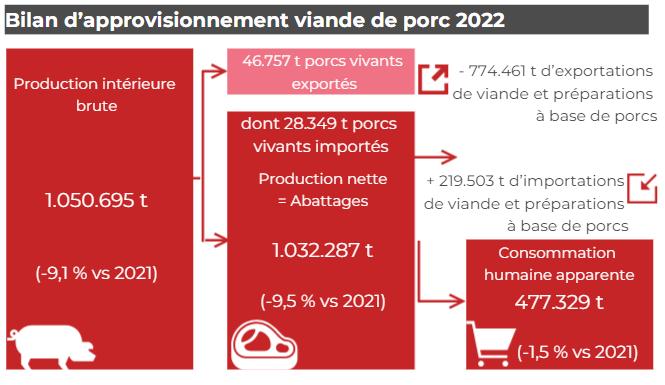 Bilan d'approvisionnement viande de porc 2022
Production intérieure
brute
1.050.695 t
(-9,1 % vs 2021)
46.757 t porcs vivants
exportés
dont 28.349 t porcs
vivants importés
Production nette
= Abattages
1.032.287 t
(-9,5 % vs 2021)
- 774.461 t d'exportations
de viande et préparations
à base de porcs
+ 219.503 t d'importations
de viande et préparations
à base de porcs
Consommation
humaine apparente
477.329 t
(-1,5 % vs 2021)